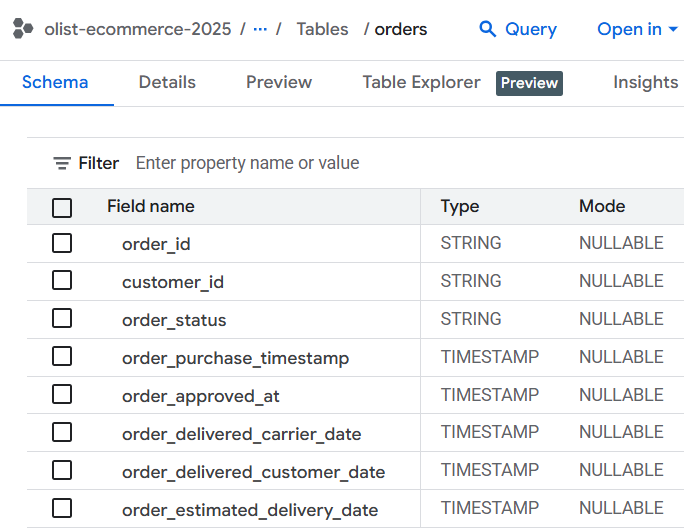 olist-ecommerce-2025 / ··· / Tables / orders Query Open in
Schema Details Preview Table Explorer Preview Insights
Filter Enter property name or value
Field name Type Mode
order_id STRING NULLABLE
customer_id STRING NULLABLE
order_status STRING NULLABLE
order_purchase_timestamp TIMESTAMP NULLABLE
order_approved_at TIMESTAMP NULLABLE
order_delivered_carrier_date TIMESTAMP NULLABLE
order_delivered_customer_date TIMESTAMP NULLABLE
order_estimated_delivery_date TIMESTAMP NULLABLE